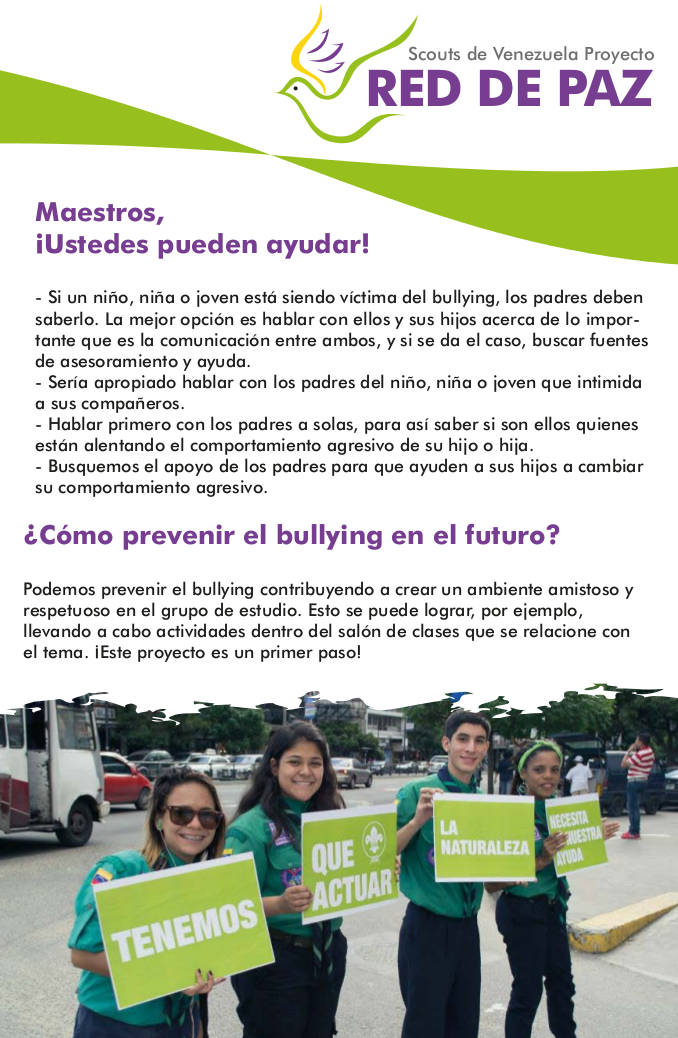 Scouts de Venezuela Proyecto
RED DE PAZ
Maestros,
¡Ustedes pueden ayudar!
- Si un niño, niña o joven está siendo víctima del bullying, los padres deben
saberlo. La mejor opción es hablar con ellos y sus hijos acerca de lo impor-
tante que es la comunicación entre ambos, y si se da el caso, buscar fuentes
de asesoramiento y ayuda.
- Sería apropiado hablar con los padres del niño, niña o joven que intimida
a sus compañeros.
- Hablar primero con los padres a solas, para así saber si son ellos quienes
están alentando el comportamiento agresivo de su hijo o hija.
- Busquemos el apoyo de los padres para que ayuden a sus hijos a cambiar
su comportamiento agresivo.
¿Cómo prevenir el bullying en el futuro?
Podemos prevenir el bullying contribuyendo a crear un ambiente amistoso y
respetuoso en el grupo de estudio. Esto se puede lograr, por ejemplo,
llevando a cabo actividades dentro del salón de clases que se relacione con
el tema. ¡Este proyecto es un primer paso!
TENEMOS
QUE
ACTUAR
LA
NATURALEZA
NECESITA
NUESTRA
AYUDA